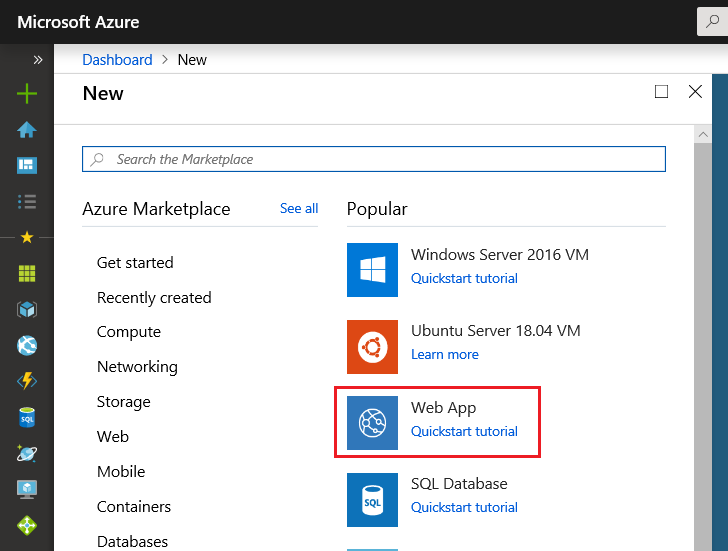 Microsoft Azure
Dashboard > New
New
Search the Marketplace
Azure Marketplace
See all
Popular
Get started
Recently created
Compute
Networking
Storage
Web
Mobile
Containers
Databases
Windows Server 2016 VM
Quickstart tutorial
Ubuntu Server 18.04 VM
Learn more
Web App
Quickstart tutorial
SQL
SQL Database
Quickstart tutorial
SQL